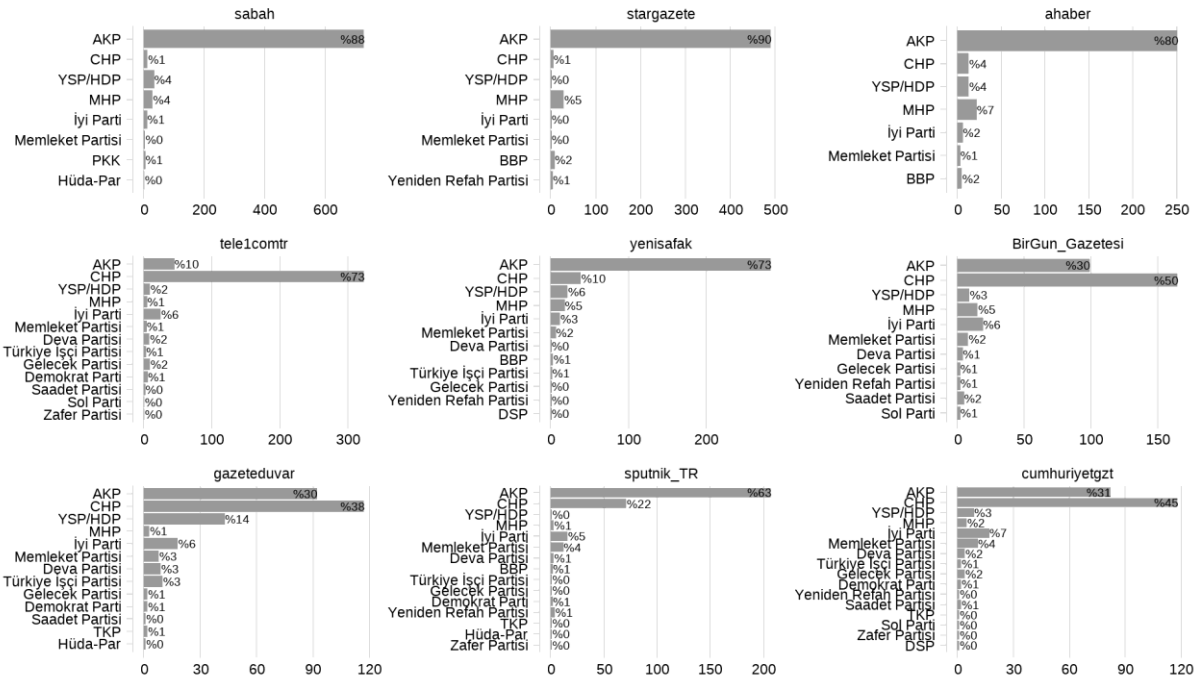 sabah
AKP %88
CHP %1
YSP/HDP %4
MHP %4
İyi Parti %1
Memleket Partisi %0
PKK %1
Hüda-Par %0
0 200 400 600
stargazete
AKP %90
CHP %1
YSP/HDP %0
MHP %5
İyi Parti %0
Memleket Partisi %0
BBP %2
Yeniden Refah Partisi %1
0 100 200 300 400 500
ahaber
AKP %80
CHP %4
YSP/HDP %4
MHP %7
İyi Parti %2
Memleket Partisi %1
BBP %2
0 50 100 150 200 250
tele1comtr
AKP %10
CHP %73
YSP/HDP %2
MHP %1
İyi Parti %6
Memleket Partisi %1
Deva Partisi %2
Türkiye İşçi Partisi %1
Gelecek Partisi %2
Demokrat Parti %1
Saadet Partisi %0
Sol Parti %0
Zafer Partisi %0
0 100 200 300
yenisafak
AKP %73
CHP %10
YSP/HDP %6
MHP %5
İyi Parti %3
Memleket Partisi %2
Deva Partisi %0
BBP %1
Türkiye İşçi Partisi %1
Gelecek Partisi %0
Yeniden Refah Partisi %0
DSP %0
0 100 200
BirGun_Gazetesi
AKP %30
CHP %50
YSP/HDP %3
MHP %5
İyi Parti %6
Memleket Partisi %2
Deva Partisi %1
Gelecek Partisi %1
Yeniden Refah Partisi %1
Saadet Partisi %2
Sol Parti %1
0 50 100 150
gazeteduvar
AKP %30
CHP %38
YSP/HDP %14
MHP %1
İyi Parti %6
Memleket Partisi %3
Deva Partisi %3
Türkiye İşçi Partisi %3
Gelecek Partisi %1
Demokrat Parti %1
Saadet Partisi %0
TKP %1
Hüda-Par %0
0 30 60 90 120
sputnik_TR
AKP %63
CHP %22
YSP/HDP %0
MHP %1
İyi Parti %5
Memleket Partisi %4
Deva Partisi %1
BBP %1
Türkiye İşçi Partisi %0
Gelecek Partisi %0
Demokrat Parti %1
Yeniden Refah Partisi %1
TKP %0
Hüda-Par %0
Zafer Partisi %0
0 50 100 150 200
cumhuriyetgzt
AKP %31
CHP %45
YSP/HDP %3
MHP %2
İyi Parti %7
Memleket Partisi %4
Deva Partisi %2
Türkiye İşçi Partisi %1
Gelecek Partisi %2
Demokrat Parti %1
Yeniden Refah Partisi %0
Saadet Partisi %1
TKP %0
Sol Parti %0
Zafer Partisi %0
DSP %0
0 30 60 90 120